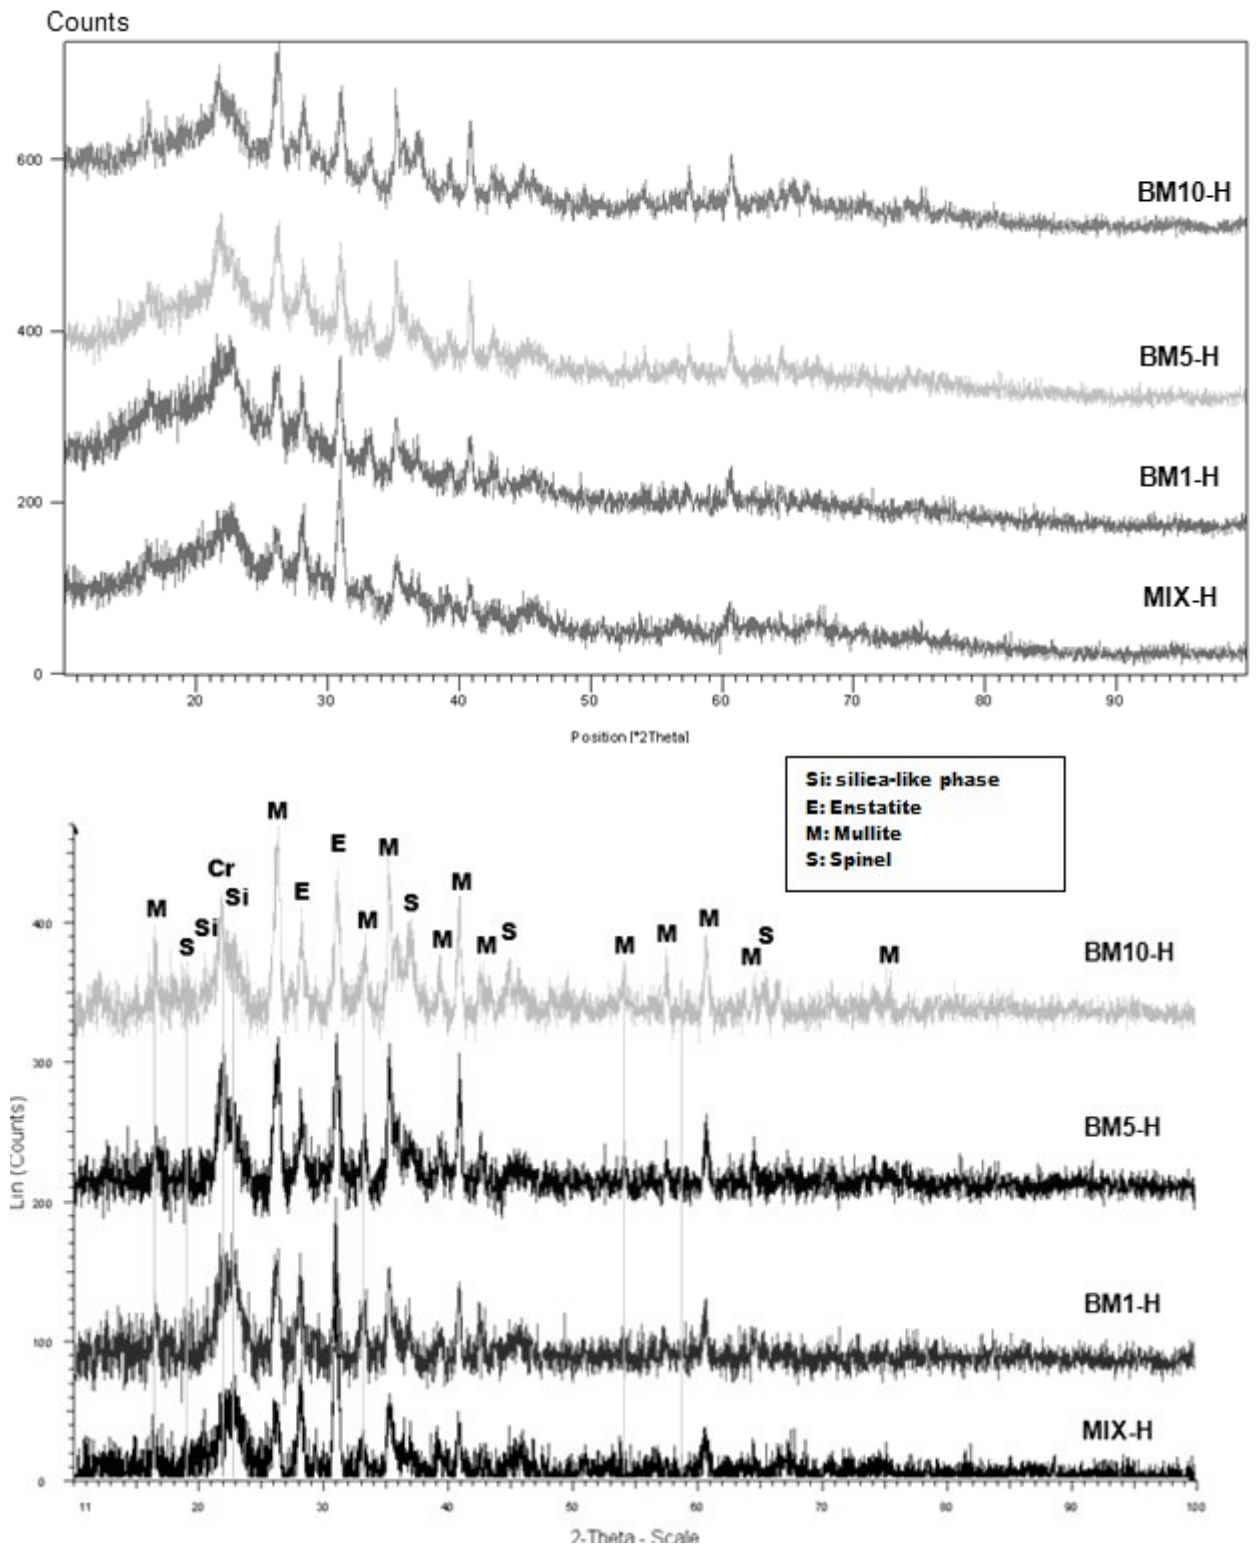 Counts
600
BM10-H
400
BM5-H
BM1-H
200
MIX-H
0
20 30 40 50 60 70 80 90
Position [°2Theta]
Si: silica-like phase
E: Enstatite
M: Mullite
S: Spinel
M
E
M
Cr
Si
E
M
M
S
Si
S
M
M
S
M
M
M
M
M
S
M
M
400
BM10-H
300
BM5-H
200
Lin (Counts)
BM1-H
100
MIX-H
0
11 20 30 40 50 60 70 80 90 100
2-Theta - Scale